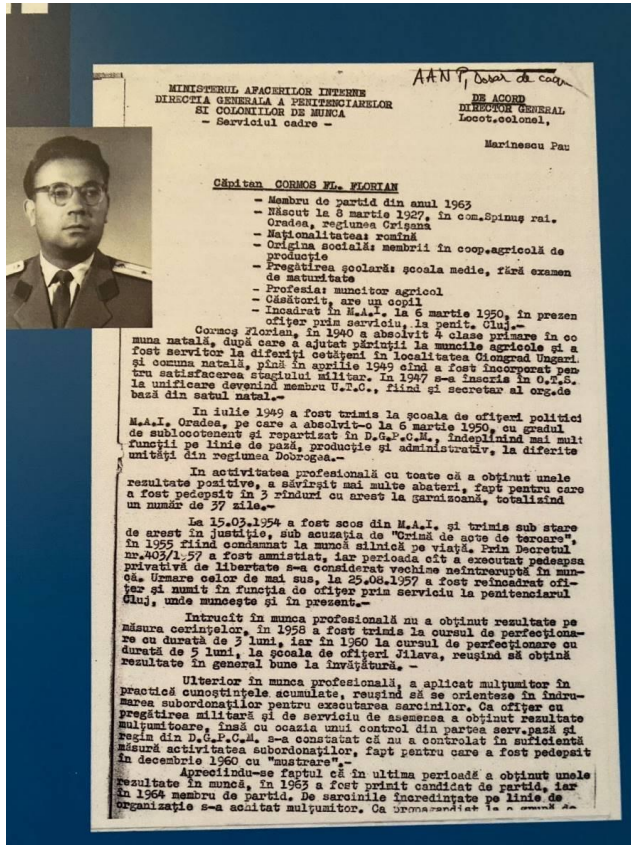 AANP, Dosar de cadre
MINISTERUL AFACERILOR INTERNE
DIRECTIA GENERALA A PENITENCIARELOR
SI COLONIILOR DE MUNCA
- Serviciul cadre -
DE ACORD
DIRECTOR GENERAL
Locot.colonel,
Marinescu Pau
Căpitan CORMOS FL. FLORIAN
- Membru de partid din anul 1963
- Născut la 8 martie 1927, în com.Spinuş rai.
Oradea, regiunea Crişana
- Naţionalitatea: romînă
- Origina socială: membrii în coop.agricolă de
producţie
- Pregătirea şcolară: şcoala medie, fără examen
de maturitate
- Profesia: muncitor agricol
- Căsătorit, are un copil
- Incadrat în M.A.I. la 6 martie 1950, în prezen
ofiţer prim serviciu, la penit. Cluj.-
Cormoş Florian, în 1940 a absolvit 4 clase primare în co
muna natală, după care a ajutat părinţii la muncile agricole şi a
fost servitor la diferiţi cetăţeni în localitatea Ciongrad Ungari
şi comuna natală, pînă în aprilie 1949 cînd a fost încorporat pen
tru satisfacerea stagiului militar. In 1947 s-a înscris în O.T.S.
la unificare devenind membru U.T.C., fiind şi secretar al org.de
bază din satul natal.-
In iulie 1949 a fost trimis la şcoala de ofiţeri politici
M.A.I. Oradea, pe care a absolvit-o la 6 martie 1950, cu gradul
de sublocotenent şi repartizat în D.G.P.C.M., îndeplinind mai mult
funcţii pe linie de pază, producţie şi administrativ, la diferite
unităţi din regiunea Dobrogea.-
In activitatea profesională cu toate că a obţinut unele
rezultate positive, a săvîrşit mai multe abateri, fapt pentru care
a fost pedepsit în 3 rînduri cu arest la garnizoană, totalizînd
un număr de 37 zile.-
La 15.03.1954 a fost scos din M.A.I. şi trimis sub stare
de arest în justiţie, sub acuzaţia de "Crimă de acte de teroare",
în 1955 fiind condamnat la muncă silnică pe viaţă. Prin Decretul
nr.403/1957 a fost amnistiat, iar perioada cît a executat pedeapsa
privativă de libertate s-a considerat vechime neîntreruptă în mun-
că. Urmare celor de mai sus, la 25.08.1957 a fost reîncadrat ofi-
ţer şi numit în funcţia de ofiţer prim serviciu la penitenciarul
Cluj, unde munceşte şi în prezent.-
Intrucît în munca profesională nu a obţinut rezultate pe
măsura cerinţelor, în 1958 a fost trimis la cursul de perfecţiona-
re cu durată de 3 luni, iar în 1960 la cursul de perfecţionare cu
durată de 5 luni, la şcoala de ofiţeri Jilava, reuşind să obţină
rezultate în general bune la învăţătură. -
Ulterior în munca profesională, a aplicat mulţumitor în
practică cunoştinţele acumulate, reuşind să se orienteze în îndru-
marea subordonaţilor pentru executarea sarcinilor. Ca ofiţer cu
pregătirea militară şi de serviciu de asemenea a obţinut rezultate
mulţumitoare, însă cu ocazia unui control din partea serv.pază şi
regim din D.G.P.C.M. s-a constatat că nu a controlat în suficientă
măsură activitatea subordonaţilor, fapt pentru care a fost pedepsit
în decembrie 1960 cu "mustrare".-
Apreciindu-se faptul că în ultima perioadă a obţinut unele
rezultate în muncă, în 1963 a fost primit candidat de partid, iar
în 1964 membru de partid. De sarcinile încredinţate pe linie de
organizaţie s-a achitat mulţumitor. Ca propagandist la o grupă de